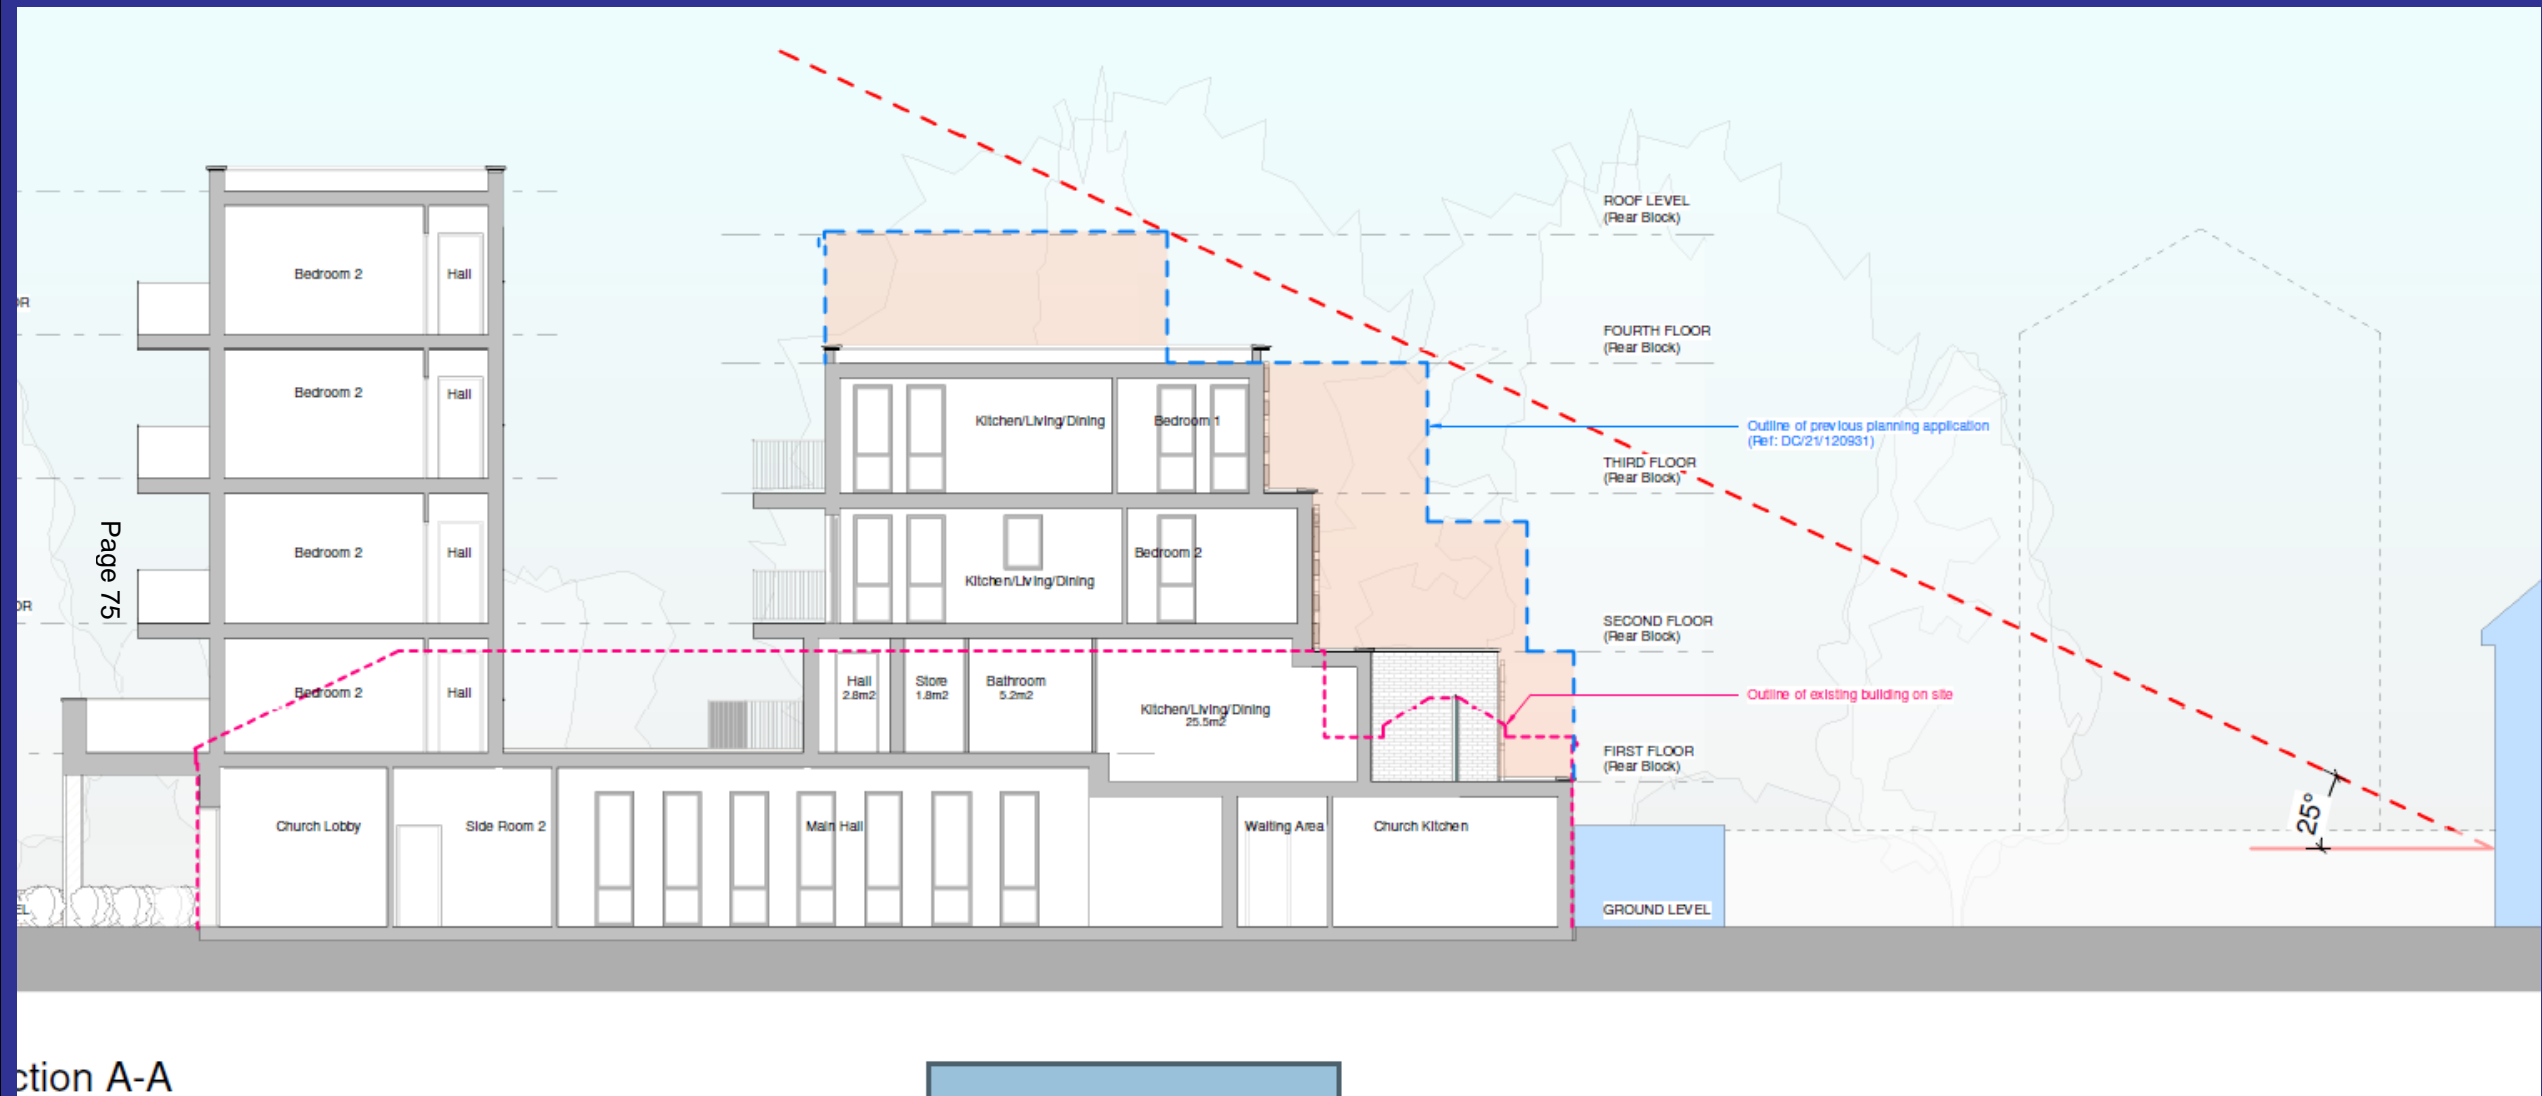 ROOF LEVEL
(Rear Block)
Bedroom 2
Hall
OR
FOURTH FLOOR
(Rear Block)
Bedroom 2
Hall
Kitchen/Living/Dining
Bedroom 1
Outline of previous planning application
(Ref: DC/21/120931)
THIRD FLOOR
(Rear Block)
Page 75
Bedroom 2
Hall
Kitchen/Living/Dining
Bedroom 2
OR
SECOND FLOOR
(Rear Block)
Bedroom 2
Hall
Hall
2.8m2
Store
1.8m2
Bathroom
5.2m2
Kitchen/Living/Dining
25.5m2
Outline of existing building on site
FIRST FLOOR
(Rear Block)
25°
Church Lobby
Side Room 2
Main Hall
Waiting Area
Church Kitchen
EL
GROUND LEVEL
ction A-A